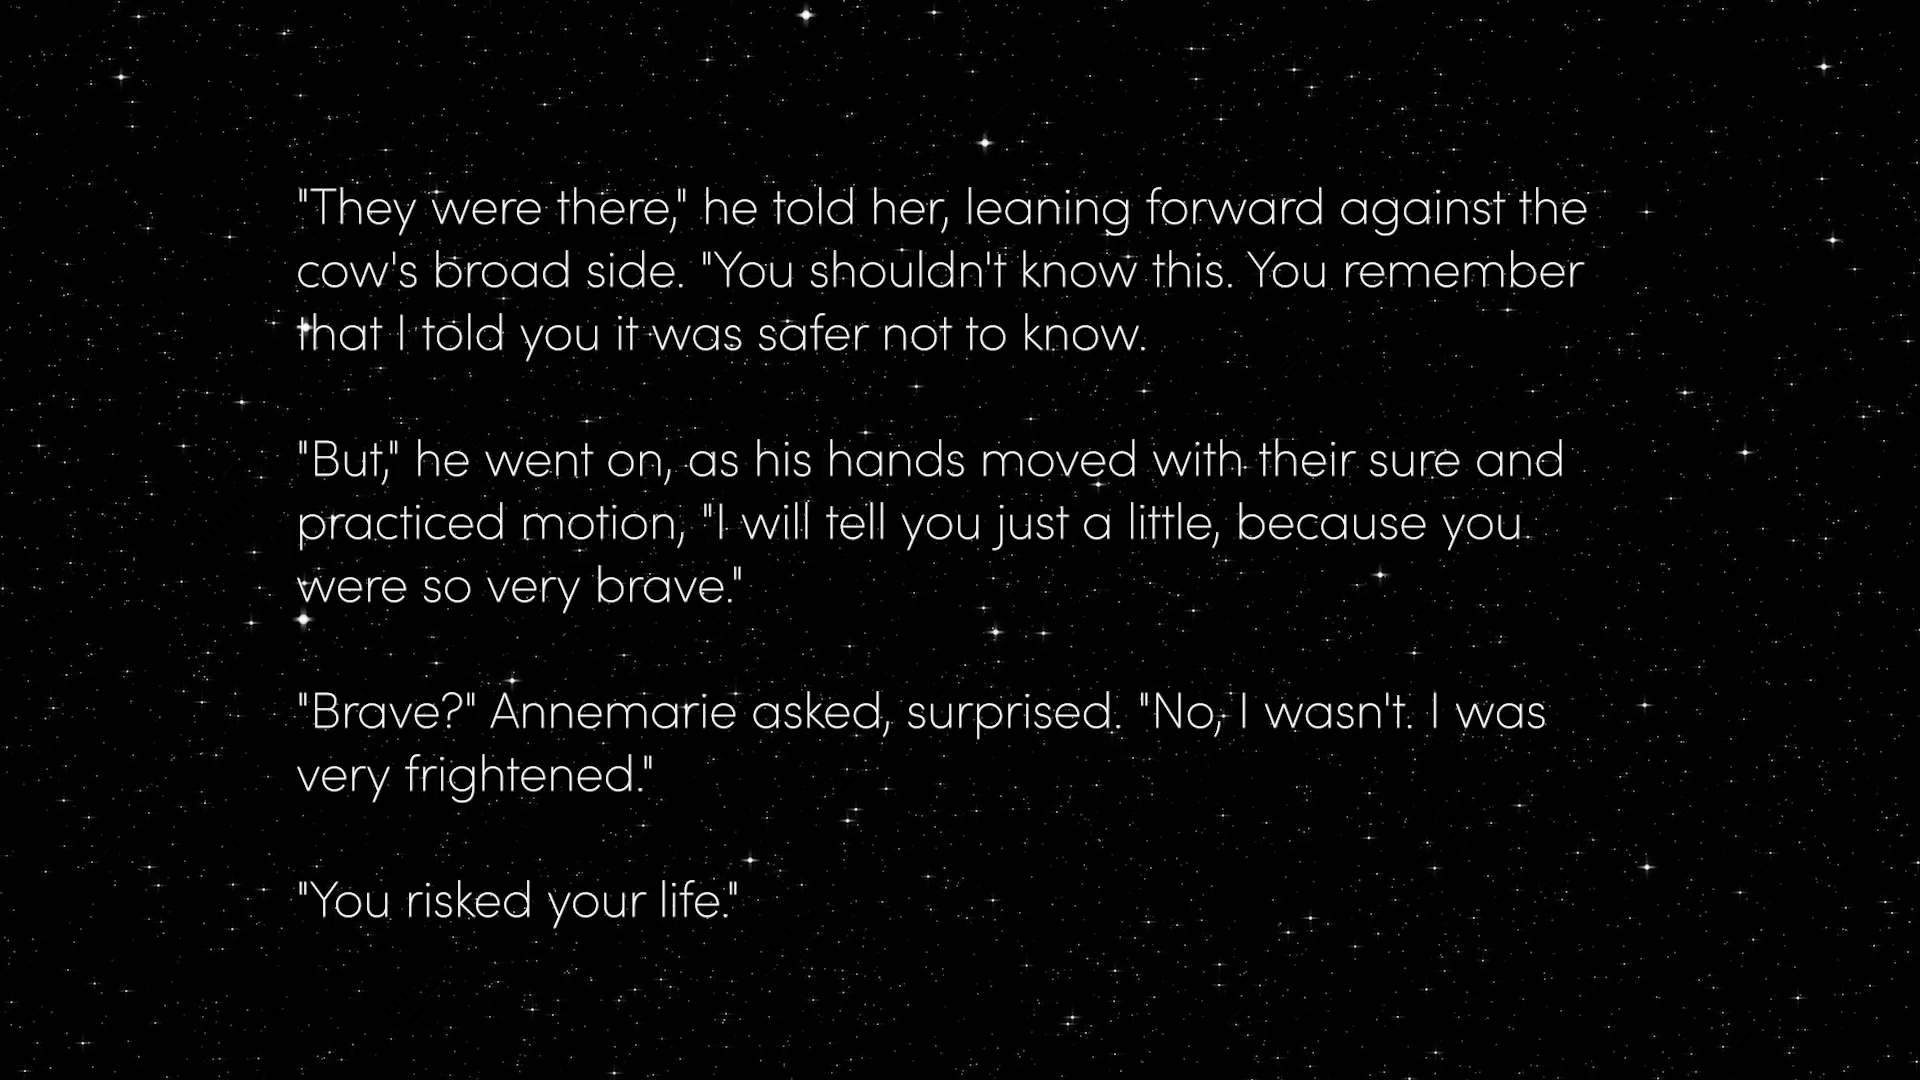 "They were there," he told her, leaning forward against the
cow's broad side. "You shouldn't know this. You remember
that I told you it was safer not to know.
"But," he went on, as his hands moved with their sure and
practiced motion, "I will tell you just a little, because you
were so very brave."
"Brave?" Annemarie asked, surprised. "No, I wasn't. I was
very frightened."
"You risked your life."